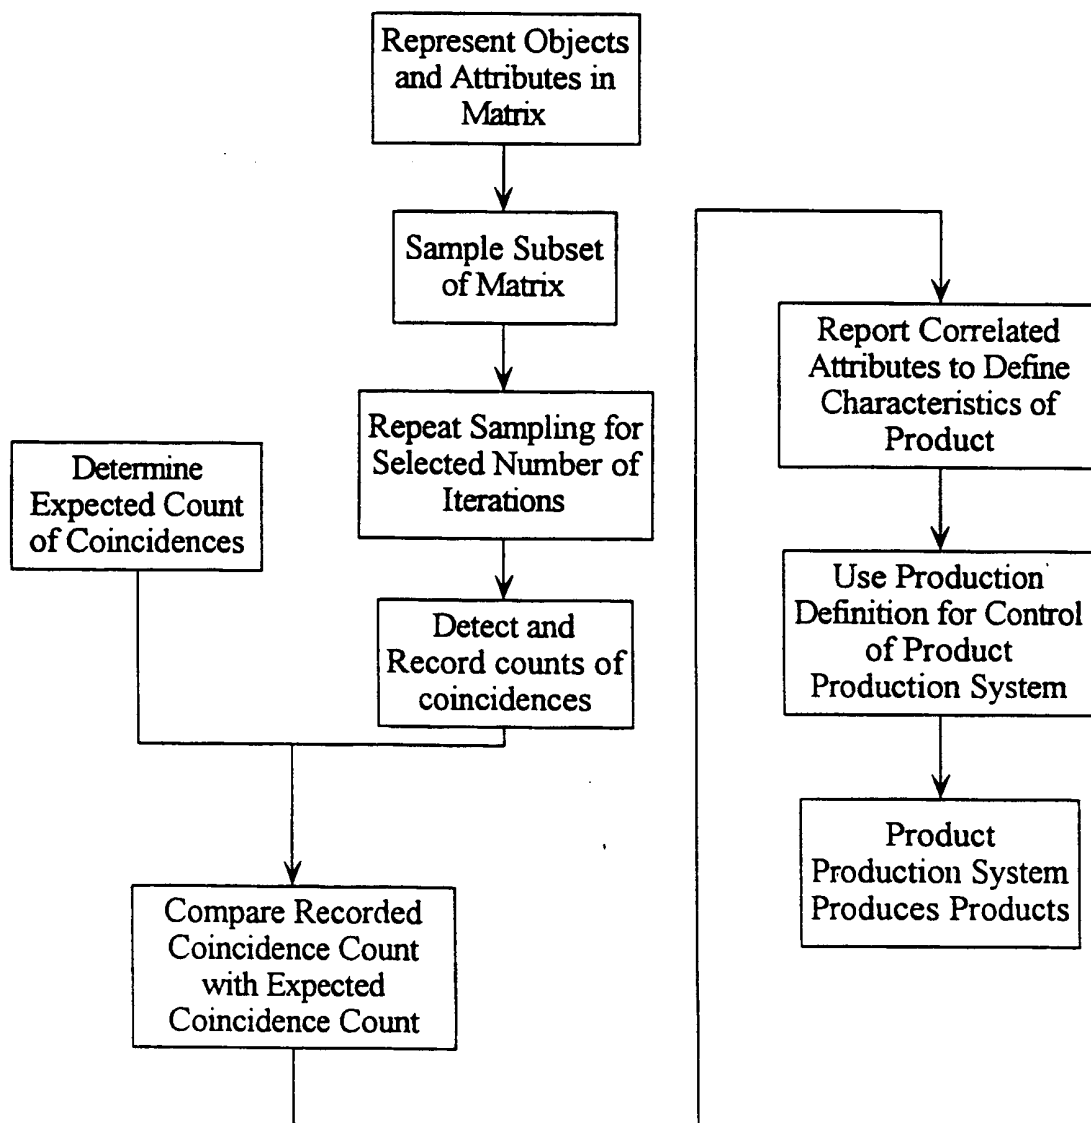 Represent Objects
and Attributes in
Matrix
Sample Subset
of Matrix
Repeat Sampling for
Selected Number of
Iterations
Determine
Expected Count
of Coincidences
Detect and
Record counts of
coincidences
Compare Recorded
Coincidence Count
with Expected
Coincidence Count
Report Correlated
Attributes to Define
Characteristics of
Product
Use Production
Definition for Control
of Product
Production System
Product
Production System
Produces Products